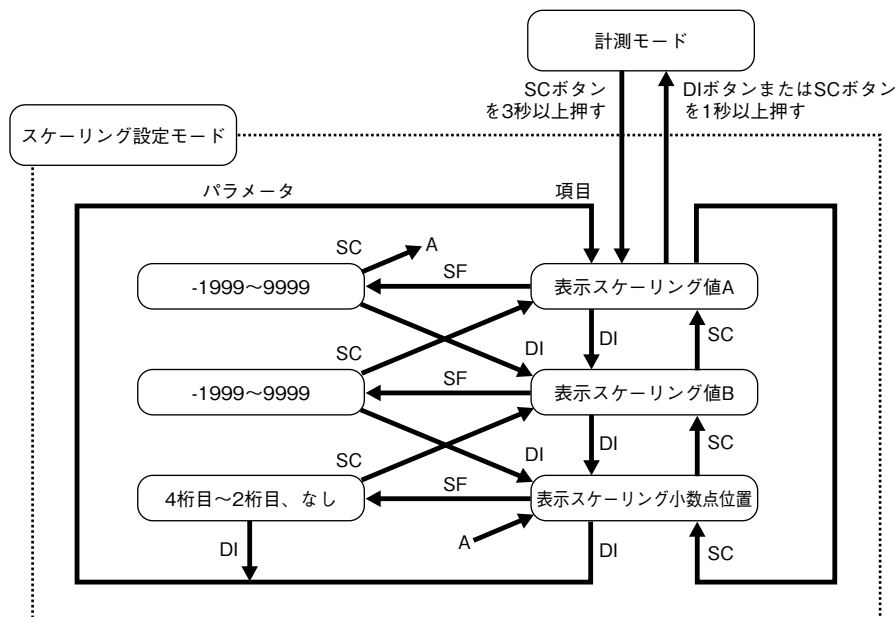 計測モード
SCボタン
を3秒以上押す
DIボタンまたはSCボタン
を1秒以上押す
スケーリング設定モード
パラメータ
項目
SC
A
-1999～9999
SF
表示スケーリング値A
SC
DI
DI
SC
-1999～9999
SF
表示スケーリング値B
SC
DI
DI
SC
4桁目～2桁目、なし
SF
表示スケーリング小数点位置
DI
A
DI
SC